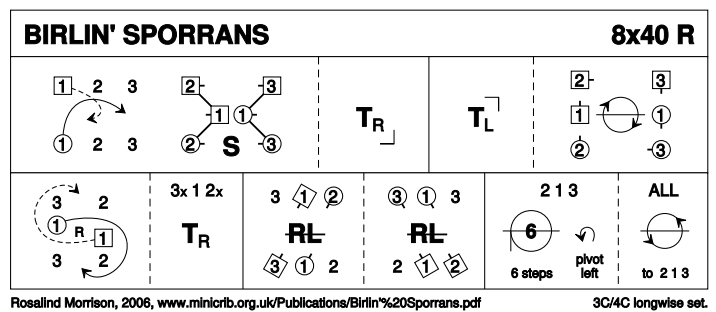 BIRLIN' SPORRANS 8x40 R
1 2 3 2 3 2 3
1 1 1 1 1
1 2 3 2 S 3 TR TL 2 3
3 2 3x 1 2x 3 1 2 3 1 3 2 1 3 ALL
1 R 1 TR RL RL 6
3 2 3 1 2 2 1 2 6 steps pivot left to 2 1 3
Rosalind Morrison, 2006, www.minicrib.org.uk/Publications/Birlin'%20Sporrans.pdf 3C/4C longwise set.